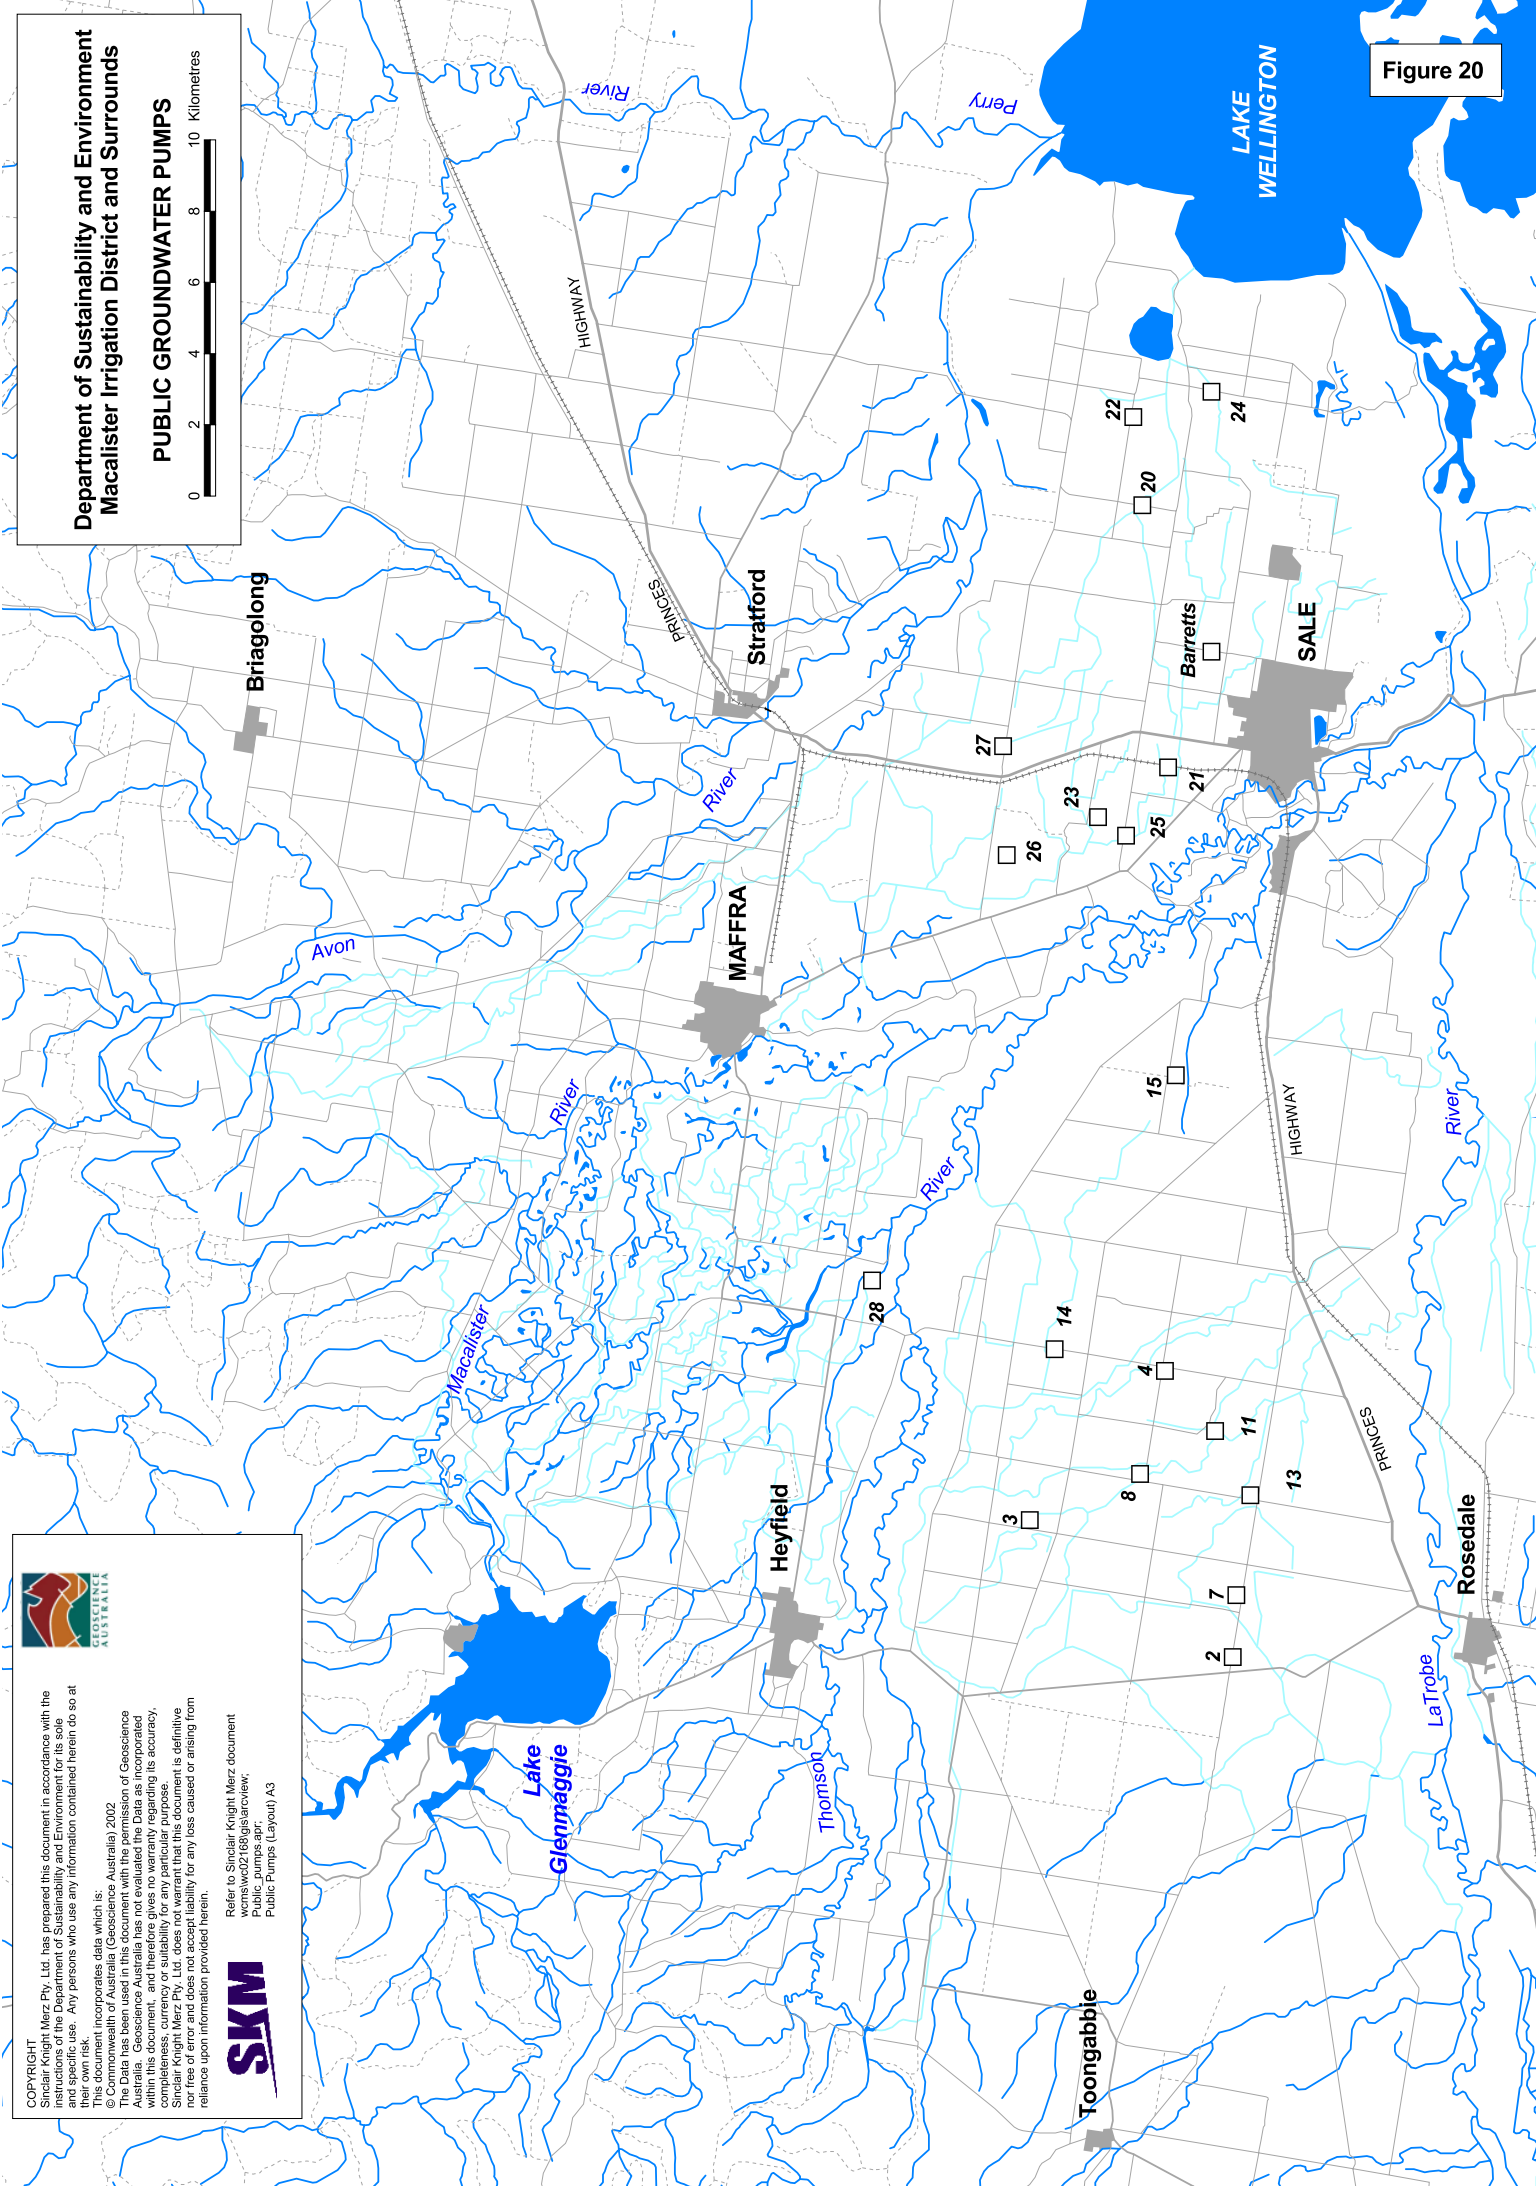 Department of Sustainability and Environment
Macalister Irrigation District and Surrounds
PUBLIC GROUNDWATER PUMPS
0 2 4 6 8 10 Kilometres
Figure 20
COPYRIGHT
Sinclair Knight Merz Pty. Ltd. has prepared this document in accordance with the
instructions of the Department of Sustainability and Environment for its sole
and specific use. Any persons who use any information contained herein do so at
their own risk.
This document incorporates data which is:
© Commonwealth of Australia (Geoscience Australia) 2002
The Data has been used in this document with the permission of Geoscience
Australia. Geoscience Australia has not evaluated the Data as incorporated
within this document, and therefore gives no warranty regarding its accuracy,
completeness, currency or suitability for any particular purpose.
Sinclair Knight Merz Pty, Ltd. does not warrant that this document is definitive
nor free of error and does not accept liability for any loss caused or arising from
reliance upon information provided herein.
GEOSCIENCE
AUSTRALIA
SKM
Refer to Sinclair Knight Merz document
wcms\wc02168\gis\arcview;
Public_pumps.apr;
Public Pumps (Layout) A3
Briagolong
Avon
River
Macalister
River
Lake
Glenmaggie
PRINCES
HIGHWAY
River
Perry
Stratford
MAFFRA
Heyfield
Thomson
River
LAKE
WELLINGTON
28
27
26
23
25
21
Barretts
20
22
24
SALE
15
14
4
11
8
3
13
7
2
HIGHWAY
PRINCES
Toongabbie
Rosedale
LaTrobe
River